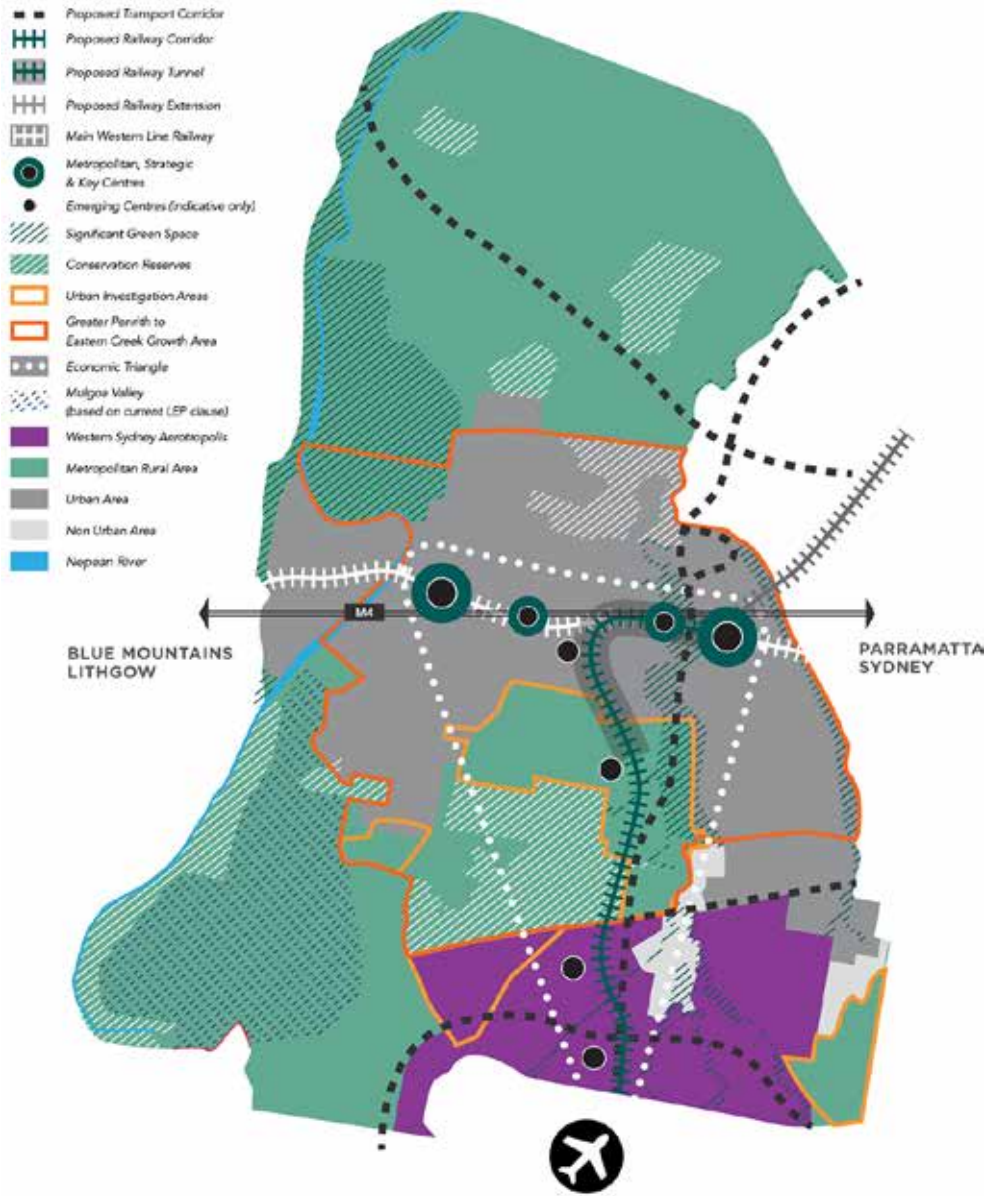 Proposed Transport Corridor
Proposed Railway Corridor
Proposed Railway Tunnel
Proposed Railway Extension
Main Western Line Railway
Metropolitan, Strategic
& Key Centres
Emerging Centres (indicative only)
Significant Green Space
Conservation Reserves
Urban Investigation Areas
Greater Penrith to
Eastern Creek Growth Area
Economic Triangle
Mulgoa Valley
(based on current LEP clause)
Western Sydney Aerotropolis
Metropolitan Rural Area
Urban Area
Non Urban Area
Nepean River
M4
BLUE MOUNTAINS
LITHGOW
PARRAMATTA
SYDNEY